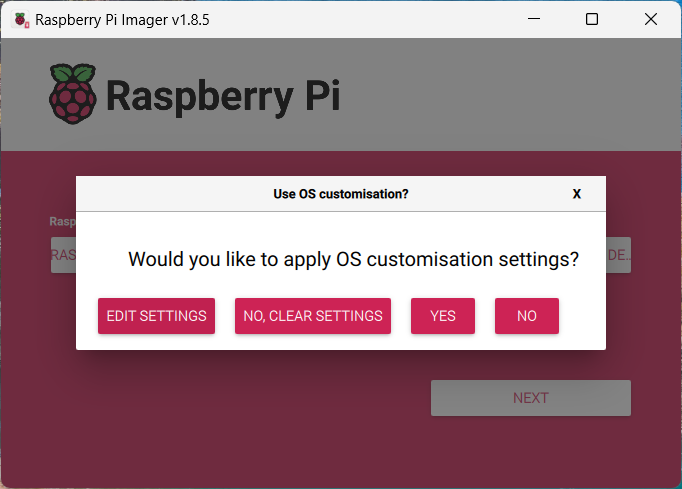 Raspberry Pi Imager v1.8.5
Raspberry Pi
Use OS customisation?
X
Rasp
RAS
DE..
Would you like to apply OS customisation settings?
EDIT SETTINGS
NO, CLEAR SETTINGS
YES
NO
NEXT